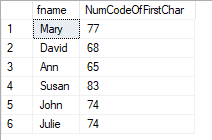 fname NumCodeOfFirstChar
1 Mary 77
2 David 68
3 Ann 65
4 Susan 83
5 John 74
6 Julie 74